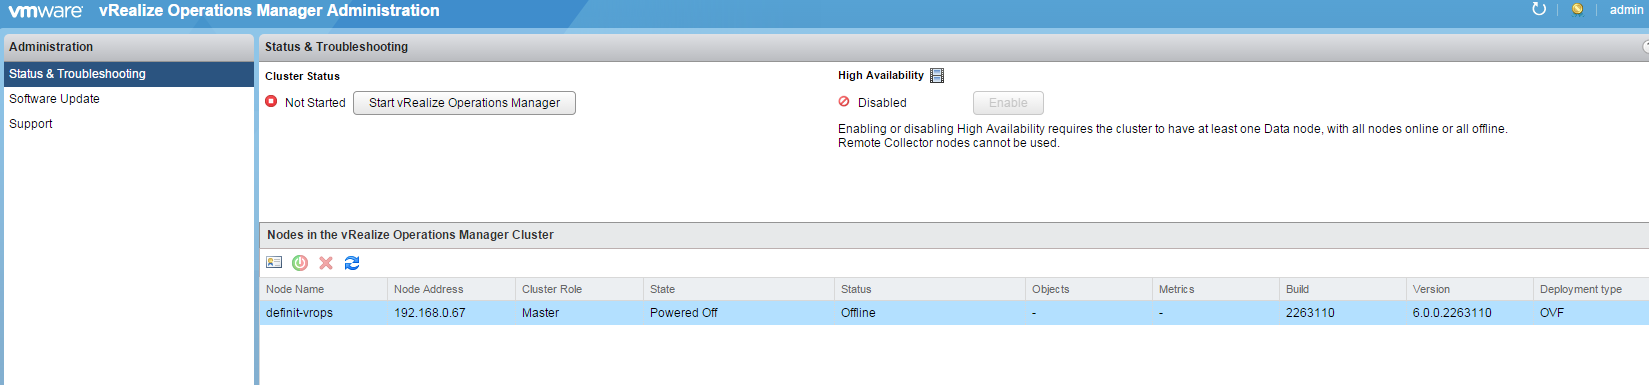 vmware vRealize Operations Manager Administration admin
Administration
Status & Troubleshooting
Software Update
Support
Status & Troubleshooting
Cluster Status
Not Started Start vRealize Operations Manager
High Availability
Disabled Enable
Enabling or disabling High Availability requires the cluster to have at least one Data node, with all nodes online or all offline.
Remote Collector nodes cannot be used.
Nodes in the vRealize Operations Manager Cluster
Node Name Node Address Cluster Role State Status Objects Metrics Build Version Deployment type
definit-vrops 192.168.0.67 Master Powered Off Offline - - 2263110 6.0.0.2263110 OVF